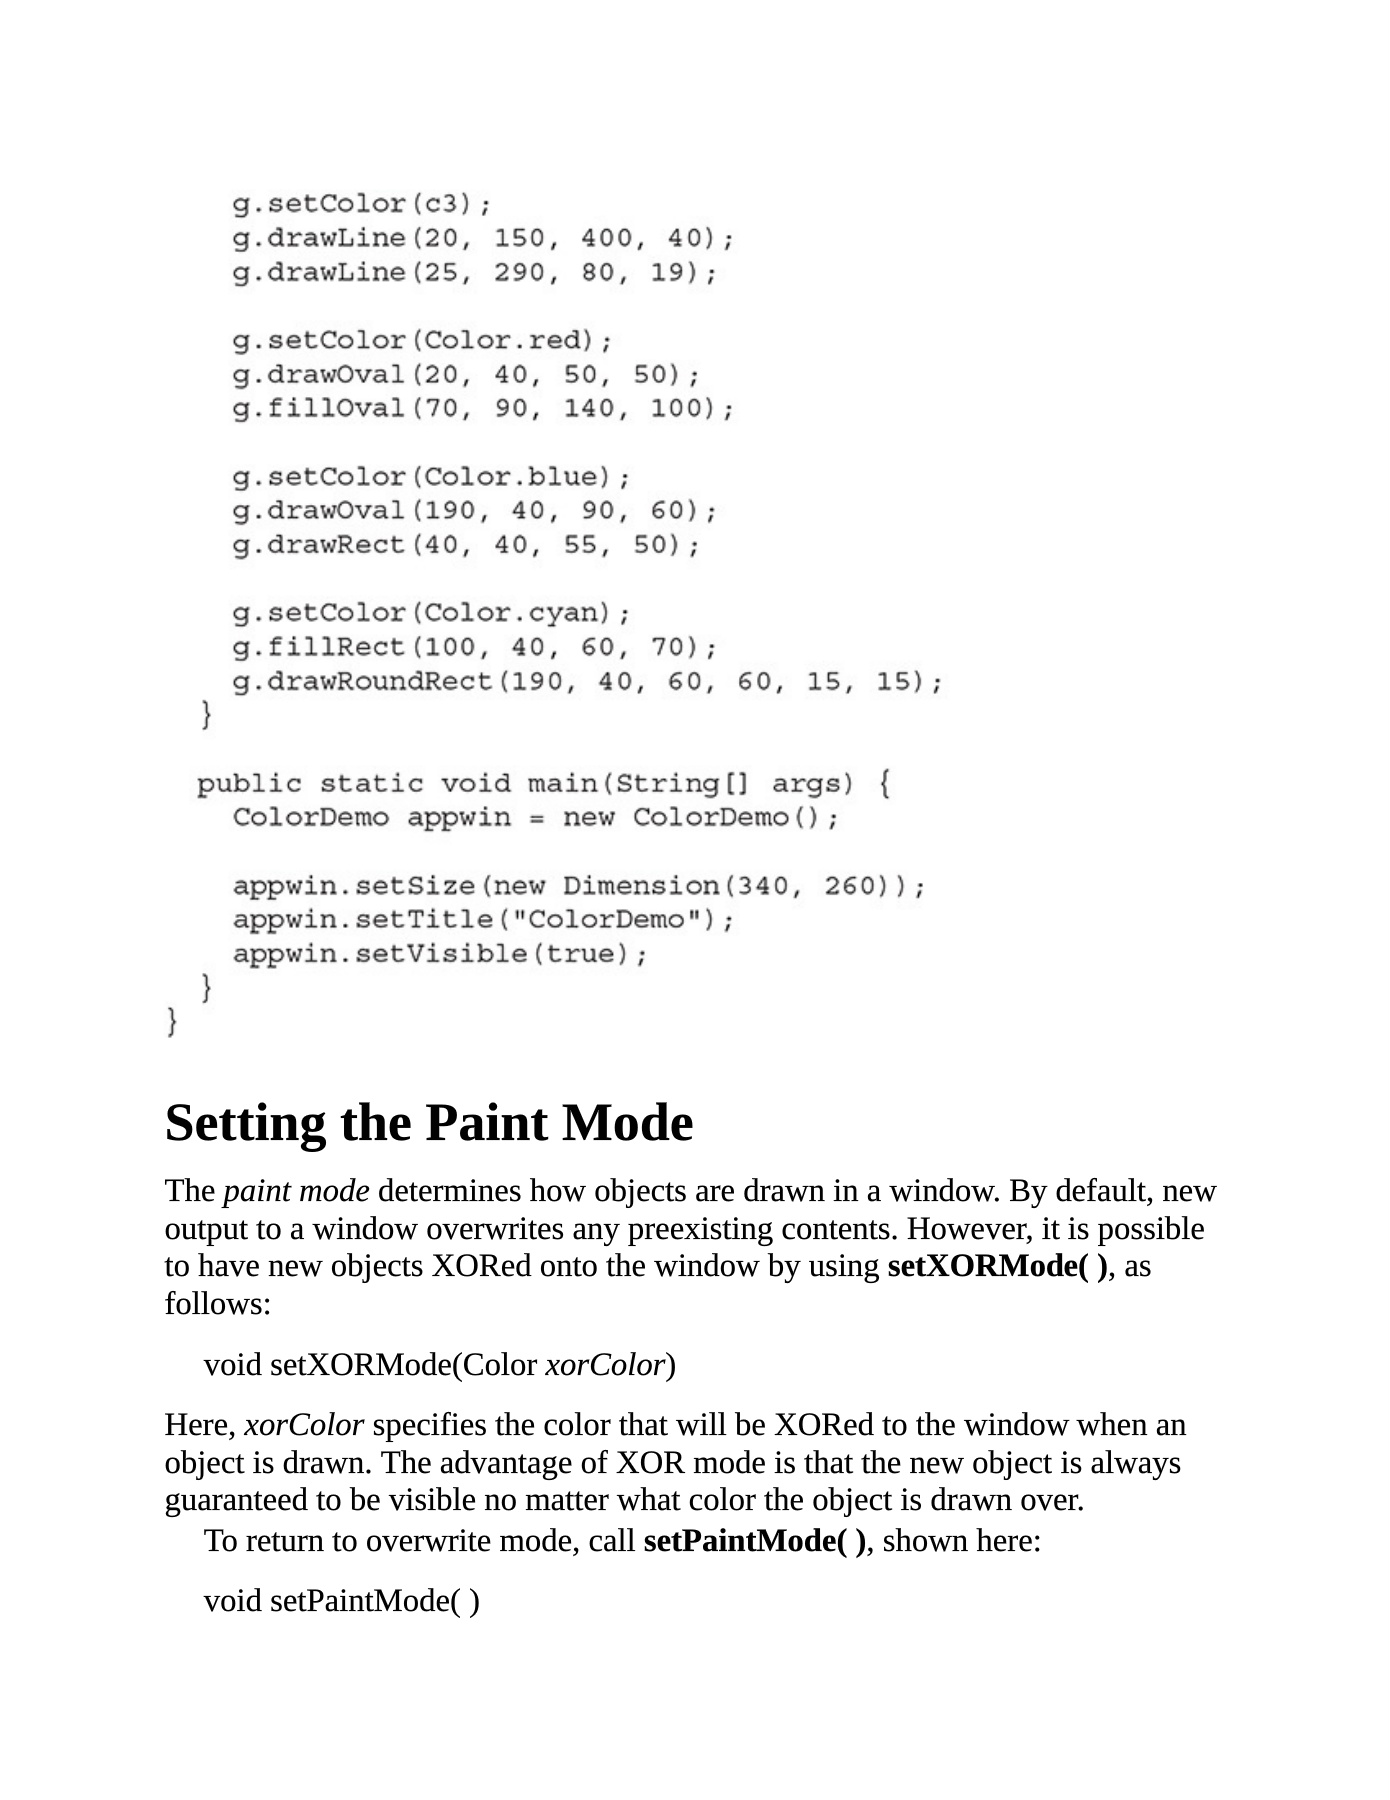 g.setColor(c3);
g.drawLine(20, 150, 400, 40);
g.drawLine(25, 290, 80, 19);
g.setColor(Color.red);
g.drawOval(20, 40, 50, 50);
g.fillOval(70, 90, 140, 100);
g.setColor(Color.blue);
g.drawOval(190, 40, 90, 60);
g.drawRect(40, 40, 55, 50);
g.setColor(Color.cyan);
g.fillRect(100, 40, 60, 70);
g.drawRoundRect(190, 40, 60, 60, 15, 15);
}
public static void main(String[] args) {
ColorDemo appwin = new ColorDemo();
appwin.setSize(new Dimension(340, 260));
appwin.setTitle("ColorDemo");
appwin.setVisible(true);
}
}
Setting the Paint Mode
The paint mode determines how objects are drawn in a window. By default, new
output to a window overwrites any preexisting contents. However, it is possible
to have new objects XORed onto the window by using setXORMode( ), as
follows:
void setXORMode(Color xorColor)
Here, xorColor specifies the color that will be XORed to the window when an
object is drawn. The advantage of XOR mode is that the new object is always
guaranteed to be visible no matter what color the object is drawn over.
To return to overwrite mode, call setPaintMode( ), shown here:
void setPaintMode( )